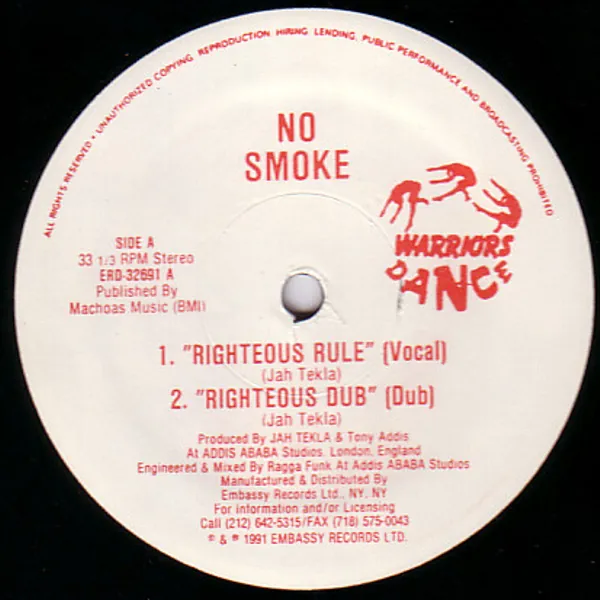 ALL RIGHTS RESERVED • UNAUTHORIZED COPYING, REPRODUCTION HIRING LENDING, PUBLIC PERFORMANCE AND BROADCASTING PROHIBITED
NO
SMOKE
WARRIORS
DANCE
SIDE A
33 1/3 RPM Stereo
ERD-32691 A
Published By
Machoas Music (BMI)
1. "RIGHTEOUS RULE" (Vocal)
(Jah Tekla)
2. "RIGHTEOUS DUB" (Dub)
(Jah Tekla)
Produced By JAH TEKLA & Tony Addis
At ADDIS ABABA Studios, London, England
Engineered & Mixed By Ragga Funk At Addis ABABA Studios
Manufactured & Distributed By
Embassy Records Ltd., NY, NY
For Information and/or Licensing
Call (212) 642-5315/FAX (718) 575-0043
© & ℗ 1991 EMBASSY RECORDS LTD.